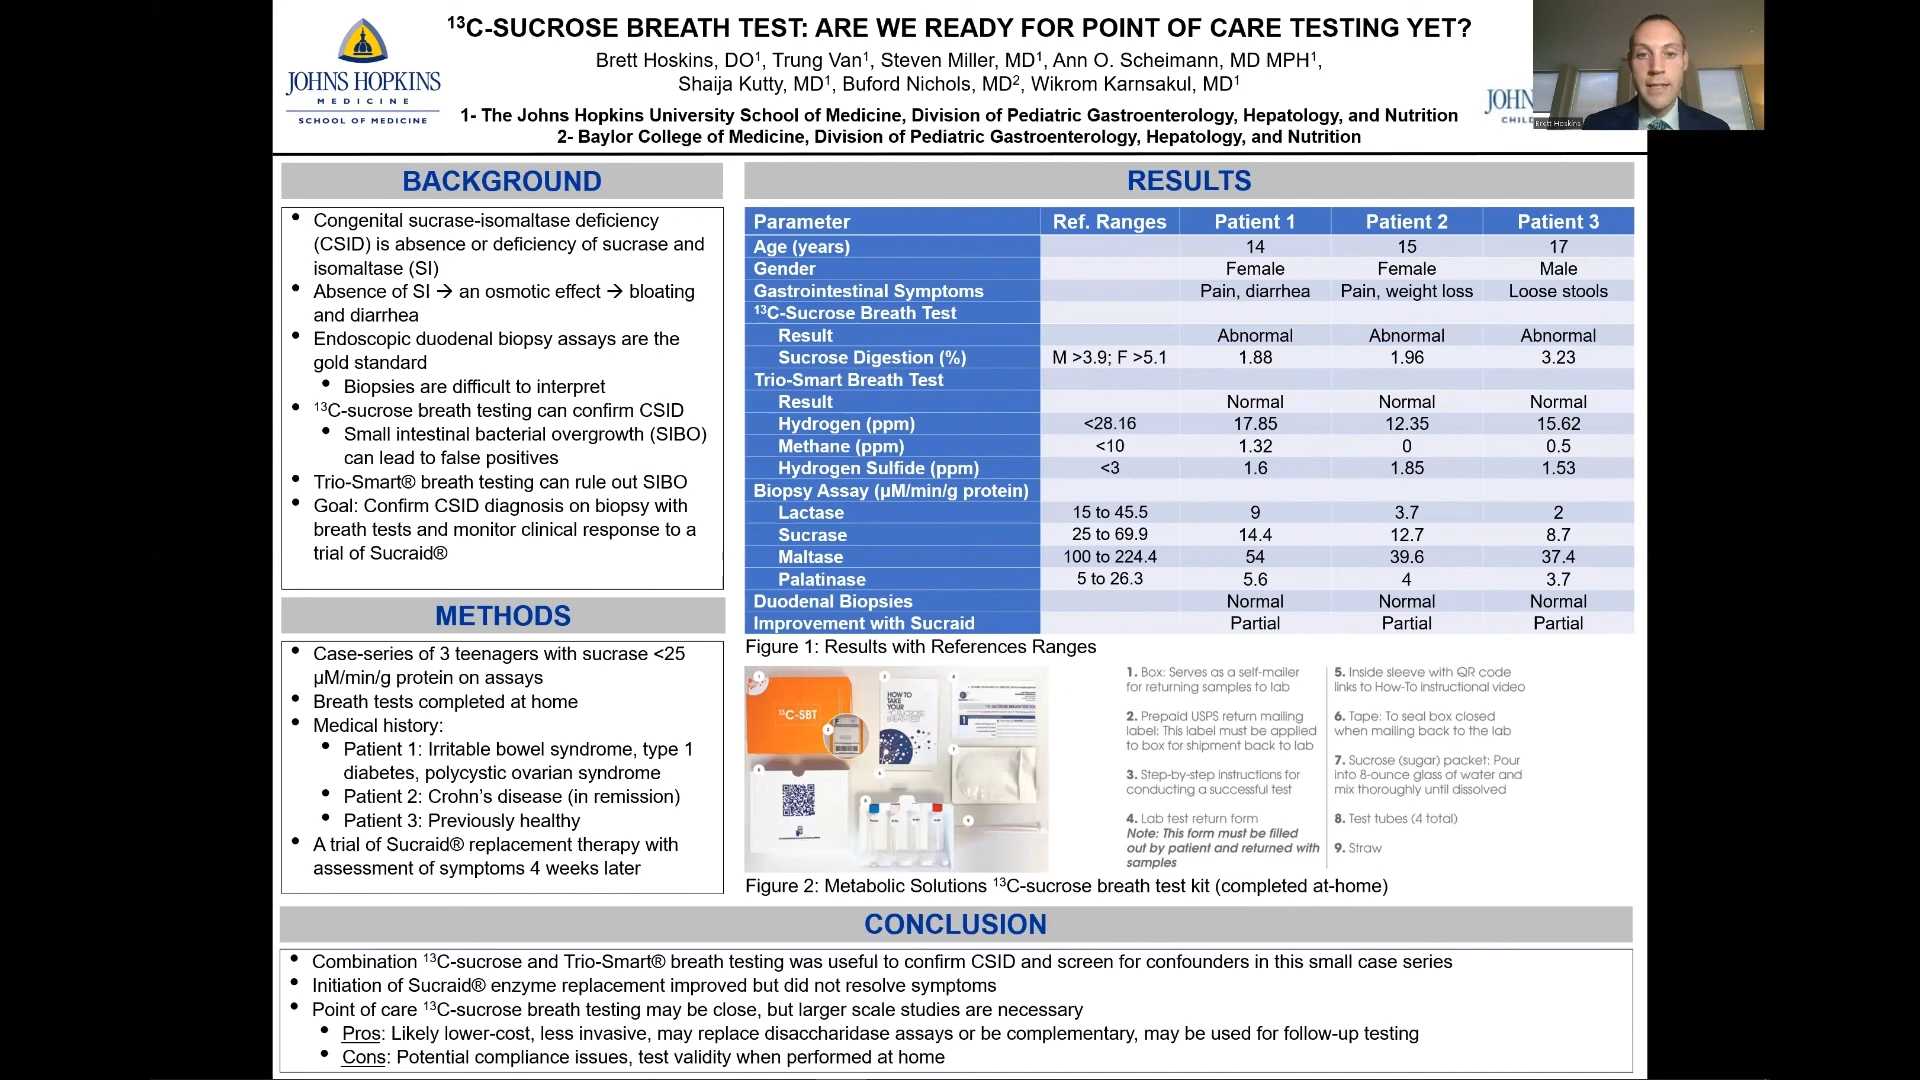 ¹³C-SUCROSE BREATH TEST: ARE WE READY FOR POINT OF CARE TESTING YET?
Brett Hoskins, DO¹, Trung Van¹, Steven Miller, MD¹, Ann O. Scheimann, MD MPH¹,
Shaija Kutty, MD¹, Buford Nichols, MD², Wikrom Karnsakul, MD¹
1- The Johns Hopkins University School of Medicine, Division of Pediatric Gastroenterology, Hepatology, and Nutrition
2- Baylor College of Medicine, Division of Pediatric Gastroenterology, Hepatology, and Nutrition
JOHNS HOPKINS
MEDICINE
SCHOOL OF MEDICINE
JOHN
CHILD
Brett Hoskins
BACKGROUND
• Congenital sucrase-isomaltase deficiency
(CSID) is absence or deficiency of sucrase and
isomaltase (SI)
• Absence of SI → an osmotic effect → bloating
and diarrhea
• Endoscopic duodenal biopsy assays are the
gold standard
• Biopsies are difficult to interpret
• ¹³C-sucrose breath testing can confirm CSID
• Small intestinal bacterial overgrowth (SIBO)
can lead to false positives
• Trio-Smart® breath testing can rule out SIBO
• Goal: Confirm CSID diagnosis on biopsy with
breath tests and monitor clinical response to a
trial of Sucraid®
METHODS
• Case-series of 3 teenagers with sucrase <25
µM/min/g protein on assays
• Breath tests completed at home
• Medical history:
• Patient 1: Irritable bowel syndrome, type 1
diabetes, polycystic ovarian syndrome
• Patient 2: Crohn's disease (in remission)
• Patient 3: Previously healthy
• A trial of Sucraid® replacement therapy with
assessment of symptoms 4 weeks later
RESULTS
Parameter Ref. Ranges Patient 1 Patient 2 Patient 3
Age (years) 14 15 17
Gender Female Female Male
Gastrointestinal Symptoms Pain, diarrhea Pain, weight loss Loose stools
¹³C-Sucrose Breath Test
Result Abnormal Abnormal Abnormal
Sucrose Digestion (%) M >3.9; F >5.1 1.88 1.96 3.23
Trio-Smart Breath Test
Result Normal Normal Normal
Hydrogen (ppm) <28.16 17.85 12.35 15.62
Methane (ppm) <10 1.32 0 0.5
Hydrogen Sulfide (ppm) <3 1.6 1.85 1.53
Biopsy Assay (µM/min/g protein)
Lactase 15 to 45.5 9 3.7 2
Sucrase 25 to 69.9 14.4 12.7 8.7
Maltase 100 to 224.4 54 39.6 37.4
Palatinase 5 to 26.3 5.6 4 3.7
Duodenal Biopsies Normal Normal Normal
Improvement with Sucraid Partial Partial Partial
Figure 1: Results with References Ranges
¹³C-SBT
HOW TO
TAKE
YOUR
¹³C-SUCROSE
BREATH TEST
1. Box: Serves as a self-mailer
for returning samples to lab
2. Prepaid USPS return mailing
label: This label must be applied
to box for shipment back to lab
3. Step-by-step instructions for
conducting a successful test
4. Lab test return form
Note: This form must be filled
out by patient and returned with
samples
5. Inside sleeve with QR code
links to How-To instructional video
6. Tape: To seal box closed
when mailing back to the lab
7. Sucrose (sugar) packet: Pour
into 8-ounce glass of water and
mix thoroughly until dissolved
8. Test tubes (4 total)
9. Straw
Figure 2: Metabolic Solutions ¹³C-sucrose breath test kit (completed at-home)
CONCLUSION
• Combination ¹³C-sucrose and Trio-Smart® breath testing was useful to confirm CSID and screen for confounders in this small case series
• Initiation of Sucraid® enzyme replacement improved but did not resolve symptoms
• Point of care ¹³C-sucrose breath testing may be close, but larger scale studies are necessary
• Pros: Likely lower-cost, less invasive, may replace disaccharidase assays or be complementary, may be used for follow-up testing
• Cons: Potential compliance issues, test validity when performed at home